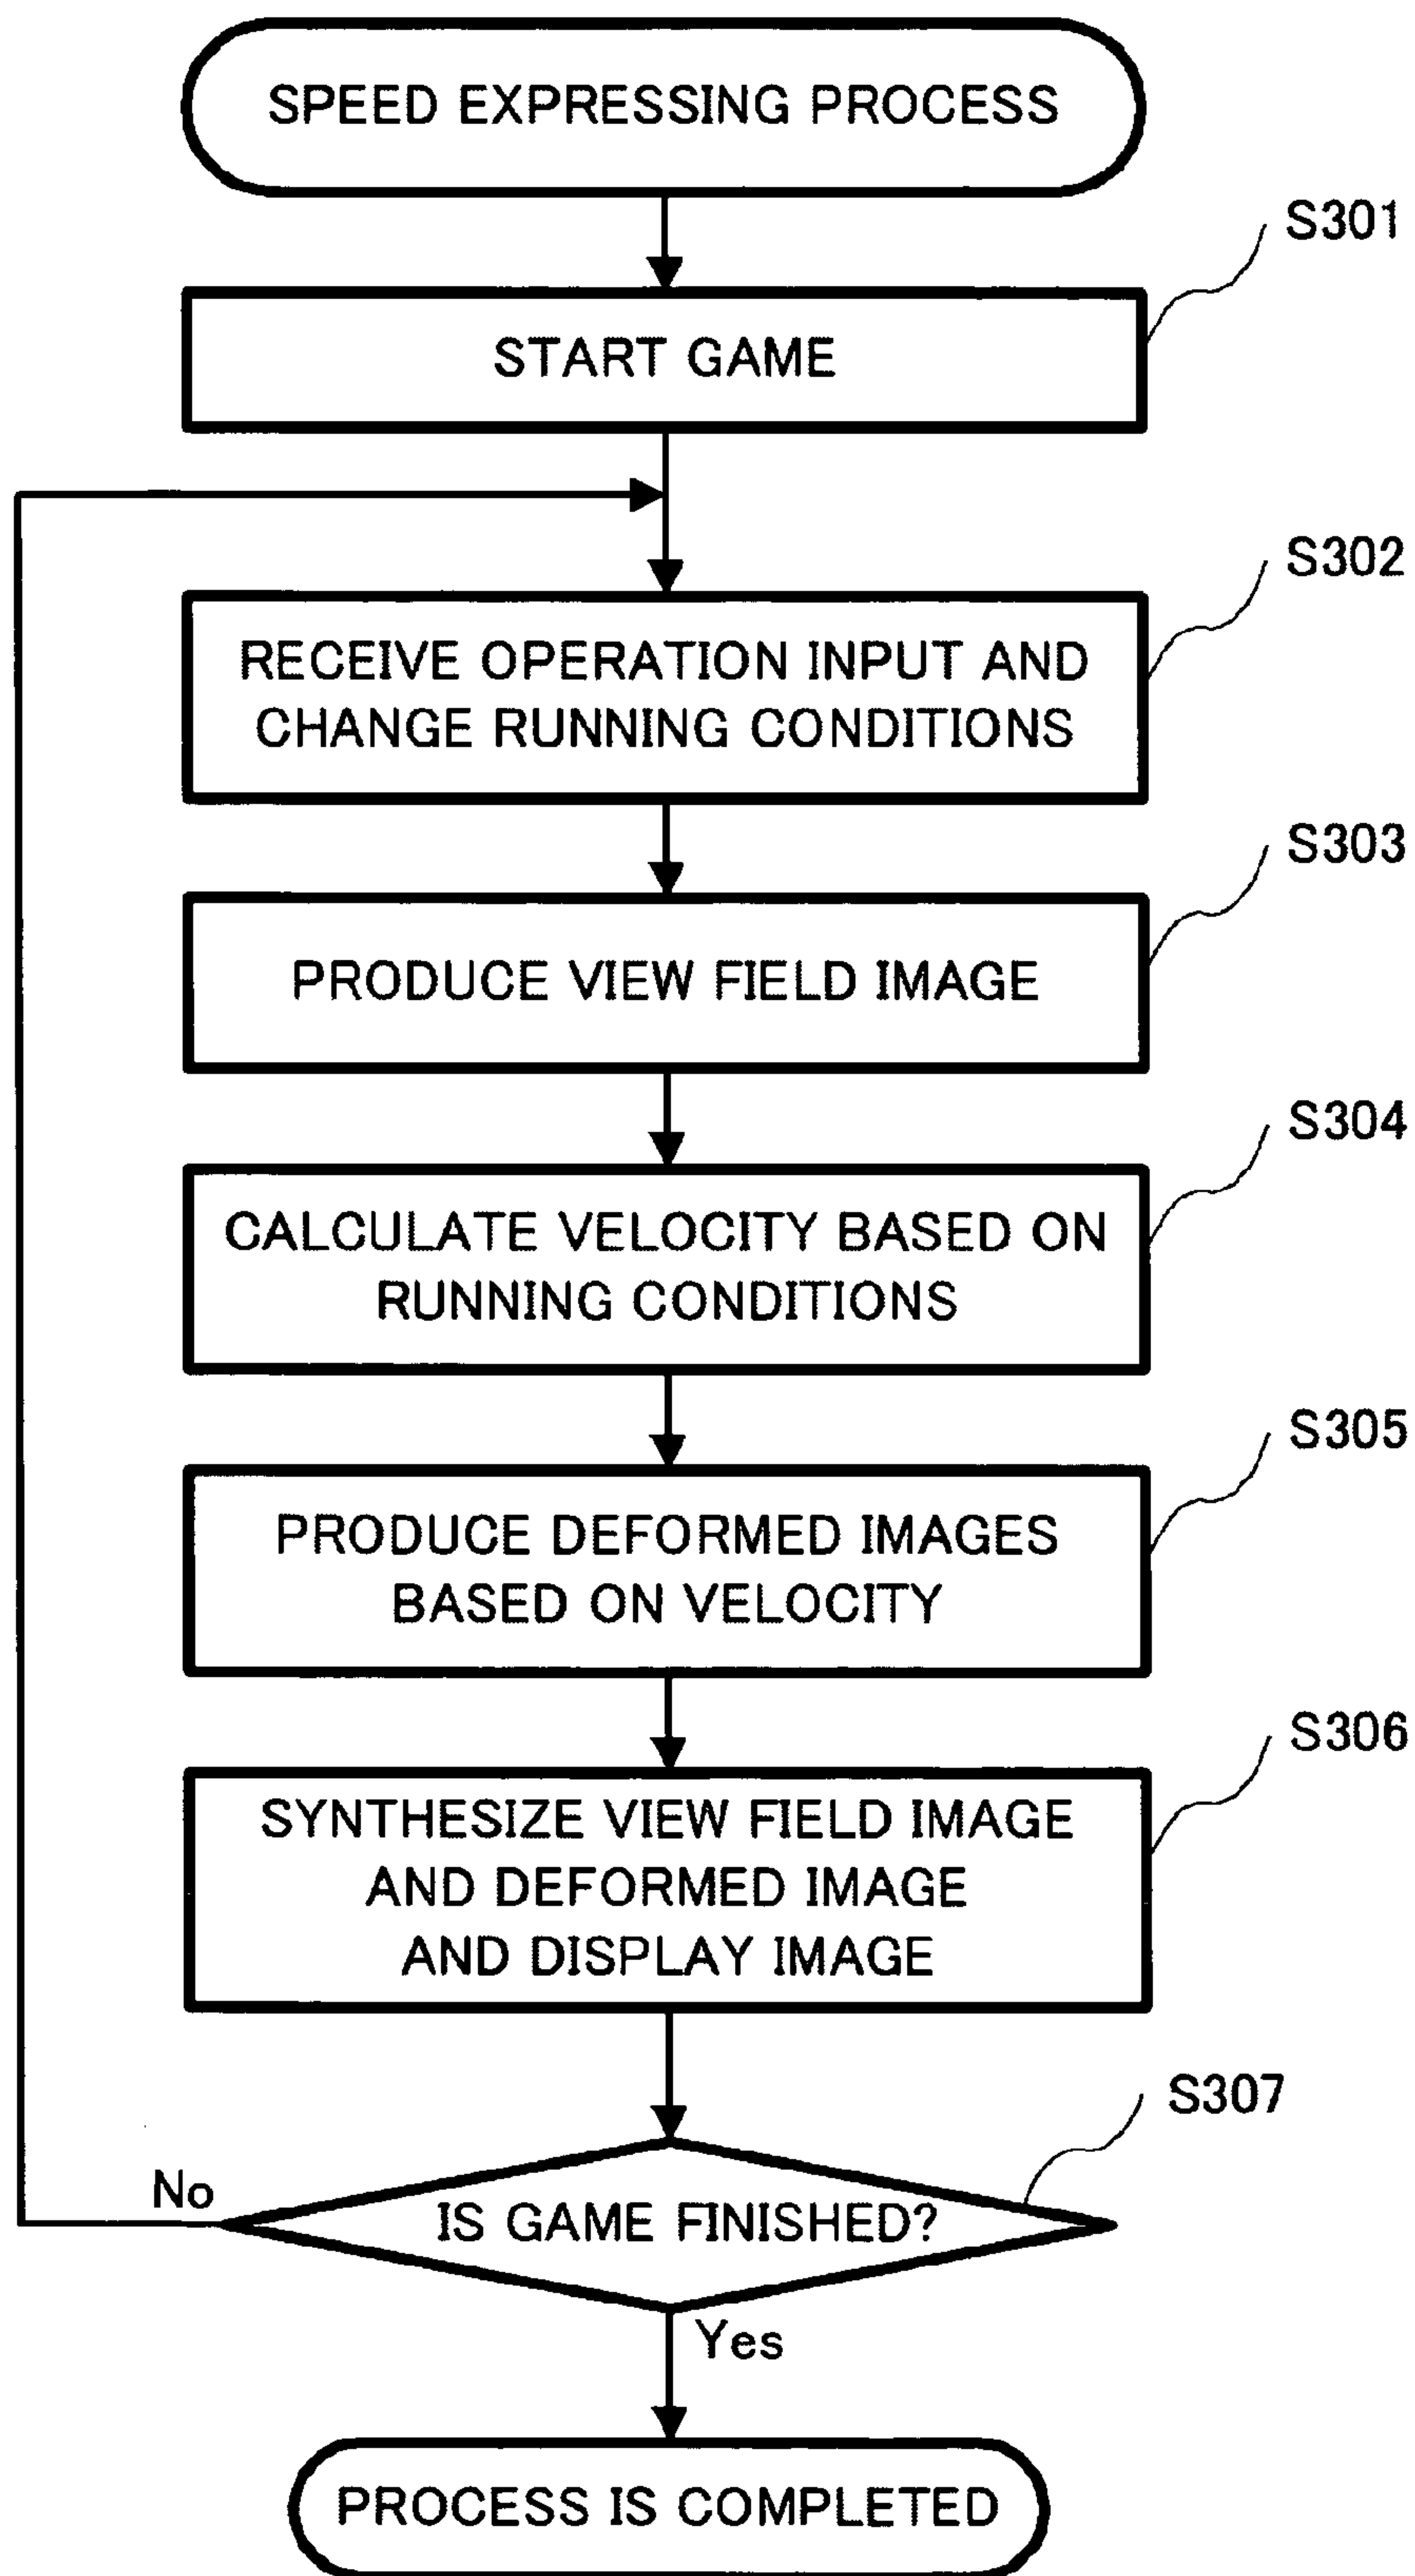 SPEED EXPRESSING PROCESS
S301
START GAME
S302
RECEIVE OPERATION INPUT AND
CHANGE RUNNING CONDITIONS
S303
PRODUCE VIEW FIELD IMAGE
S304
CALCULATE VELOCITY BASED ON
RUNNING CONDITIONS
S305
PRODUCE DEFORMED IMAGES
BASED ON VELOCITY
S306
SYNTHESIZE VIEW FIELD IMAGE
AND DEFORMED IMAGE
AND DISPLAY IMAGE
S307
No
IS GAME FINISHED?
Yes
PROCESS IS COMPLETED